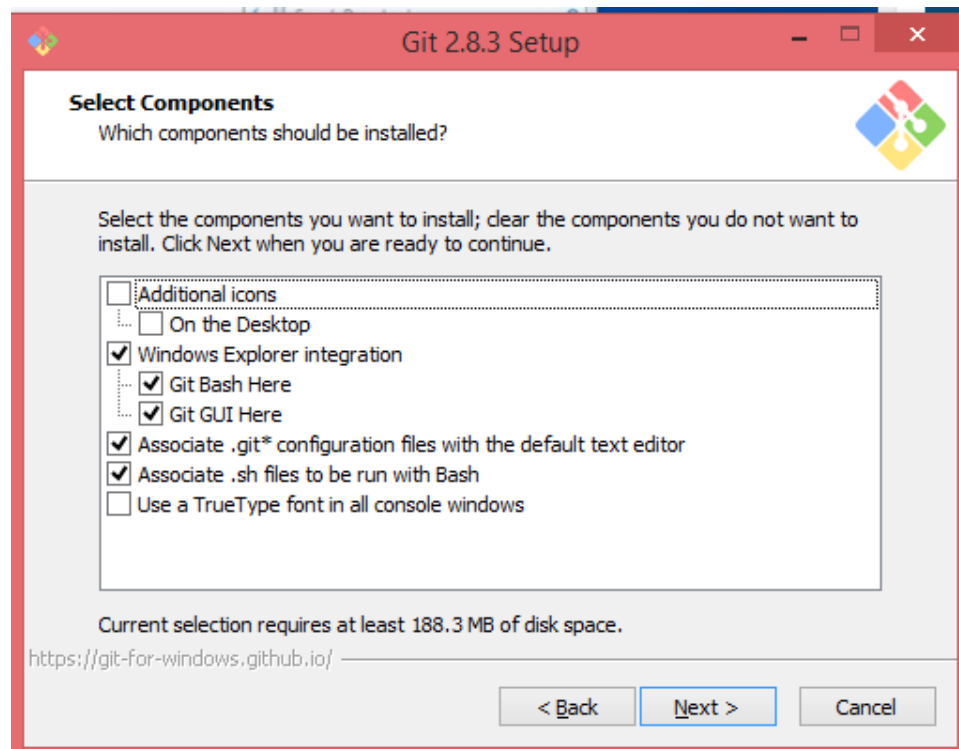 Git 2.8.3 Setup
Select Components
Which components should be installed?
Select the components you want to install; clear the components you do not want to
install. Click Next when you are ready to continue.
Additional icons
On the Desktop
Windows Explorer integration
Git Bash Here
Git GUI Here
Associate .git* configuration files with the default text editor
Associate .sh files to be run with Bash
Use a TrueType font in all console windows
Current selection requires at least 188.3 MB of disk space.
https://git-for-windows.github.io/
< Back Next > Cancel